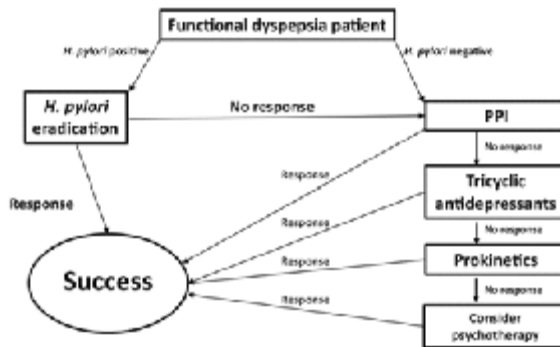 Functional dyspepsia patient
H. pylori positive
H. pylori negative
H. pylori
eradication
No response
PPI
No response
Response
Response
Tricyclic
antidepressants
Response
No response
Success
Response
Prokinetics
No response
Response
Consider
psychotherapy